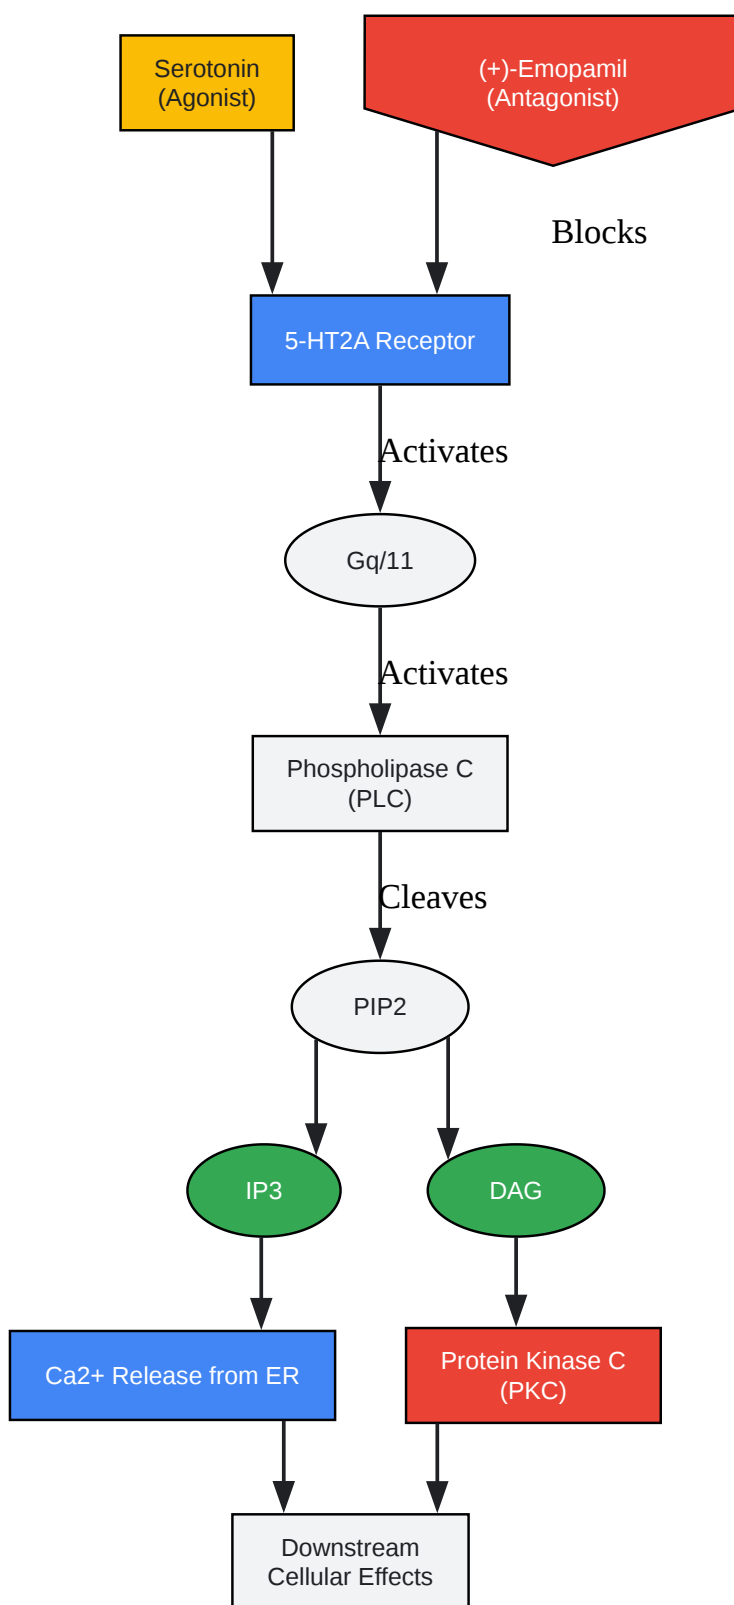 Serotonin
(Agonist)
(+)-Emopamil
(Antagonist)
Blocks
5-HT2A Receptor
Activates
Gq/11
Activates
Phospholipase C
(PLC)
Cleaves
PIP2
IP3
DAG
Ca2+ Release from ER
Protein Kinase C
(PKC)
Downstream
Cellular Effects